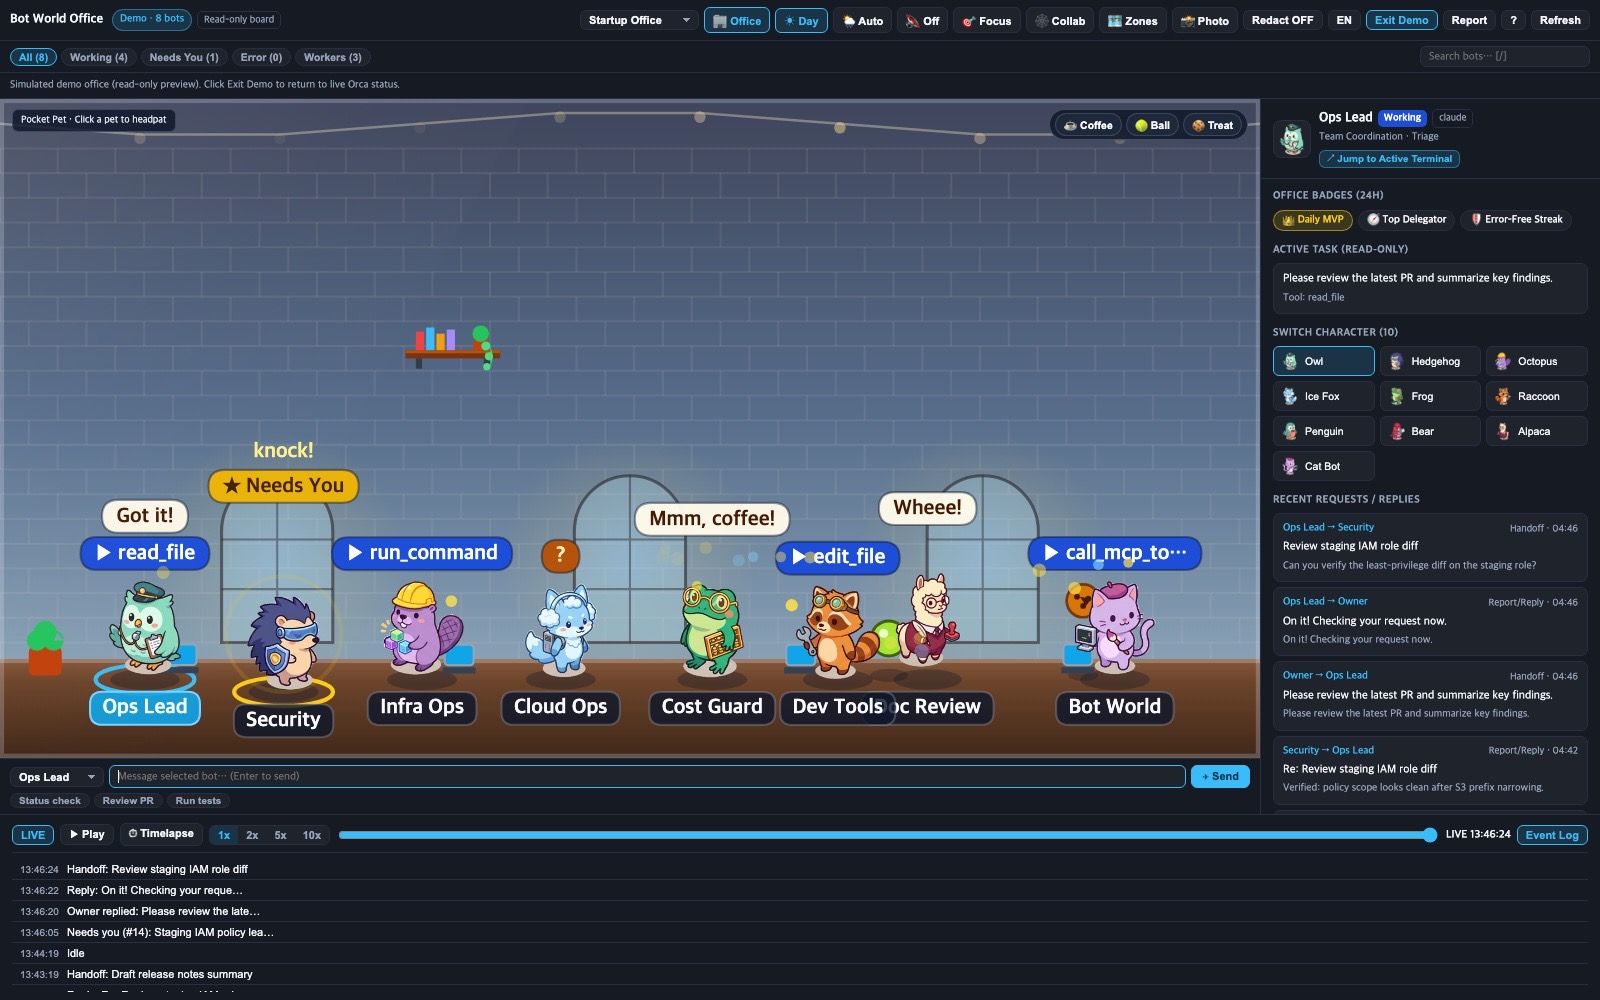 Bot World Office Demo · 8 bots Read-only board Startup Office Office Day Auto Off Focus Collab Zones Photo Redact OFF EN Exit Demo Report ? Refresh
All (8) Working (4) Needs You (1) Error (0) Workers (3) Search bots⋯ [/]
Simulated demo office (read-only preview). Click Exit Demo to return to live Orca status.
Pocket Pet · Click a pet to headpat
Coffee Ball Treat
knock!
★ Needs You
Got it!
Mmm, coffee!
Wheee!
▶ read_file
▶ run_command
?
▶ edit_file
▶ call_mcp_to⋯
Ops Lead
Security
Infra Ops
Cloud Ops
Cost Guard
Dev Tools
oc Review
Bot World
Ops Lead Message selected bot⋯ (Enter to send) Send
Status check Review PR Run tests
Ops Lead Working claude
Team Coordination · Triage
↗ Jump to Active Terminal
OFFICE BADGES (24H)
Daily MVP Top Delegator Error-Free Streak
ACTIVE TASK (READ-ONLY)
Please review the latest PR and summarize key findings.
Tool: read_file
SWITCH CHARACTER (10)
Owl Hedgehog Octopus
Ice Fox Frog Raccoon
Penguin Bear Alpaca
Cat Bot
RECENT REQUESTS / REPLIES
Ops Lead → Security Handoff · 04:46
Review staging IAM role diff
Can you verify the least-privilege diff on the staging role?
Ops Lead → Owner Report/Reply · 04:46
On it! Checking your request now.
On it! Checking your request now.
Owner → Ops Lead Handoff · 04:46
Please review the latest PR and summarize key findings.
Please review the latest PR and summarize key findings.
Security → Ops Lead Report/Reply · 04:42
Re: Review staging IAM role diff
Verified: policy scope looks clean after S3 prefix narrowing.
LIVE ▶ Play ⏱ Timelapse 1x 2x 5x 10x LIVE 13:46:24 Event Log
13:46:24 Handoff: Review staging IAM role diff
13:46:22 Reply: On it! Checking your reque…
13:46:20 Owner replied: Please review the late…
13:46:05 Needs you (#14): Staging IAM policy lea…
13:44:19 Idle
13:43:19 Handoff: Draft release notes summary